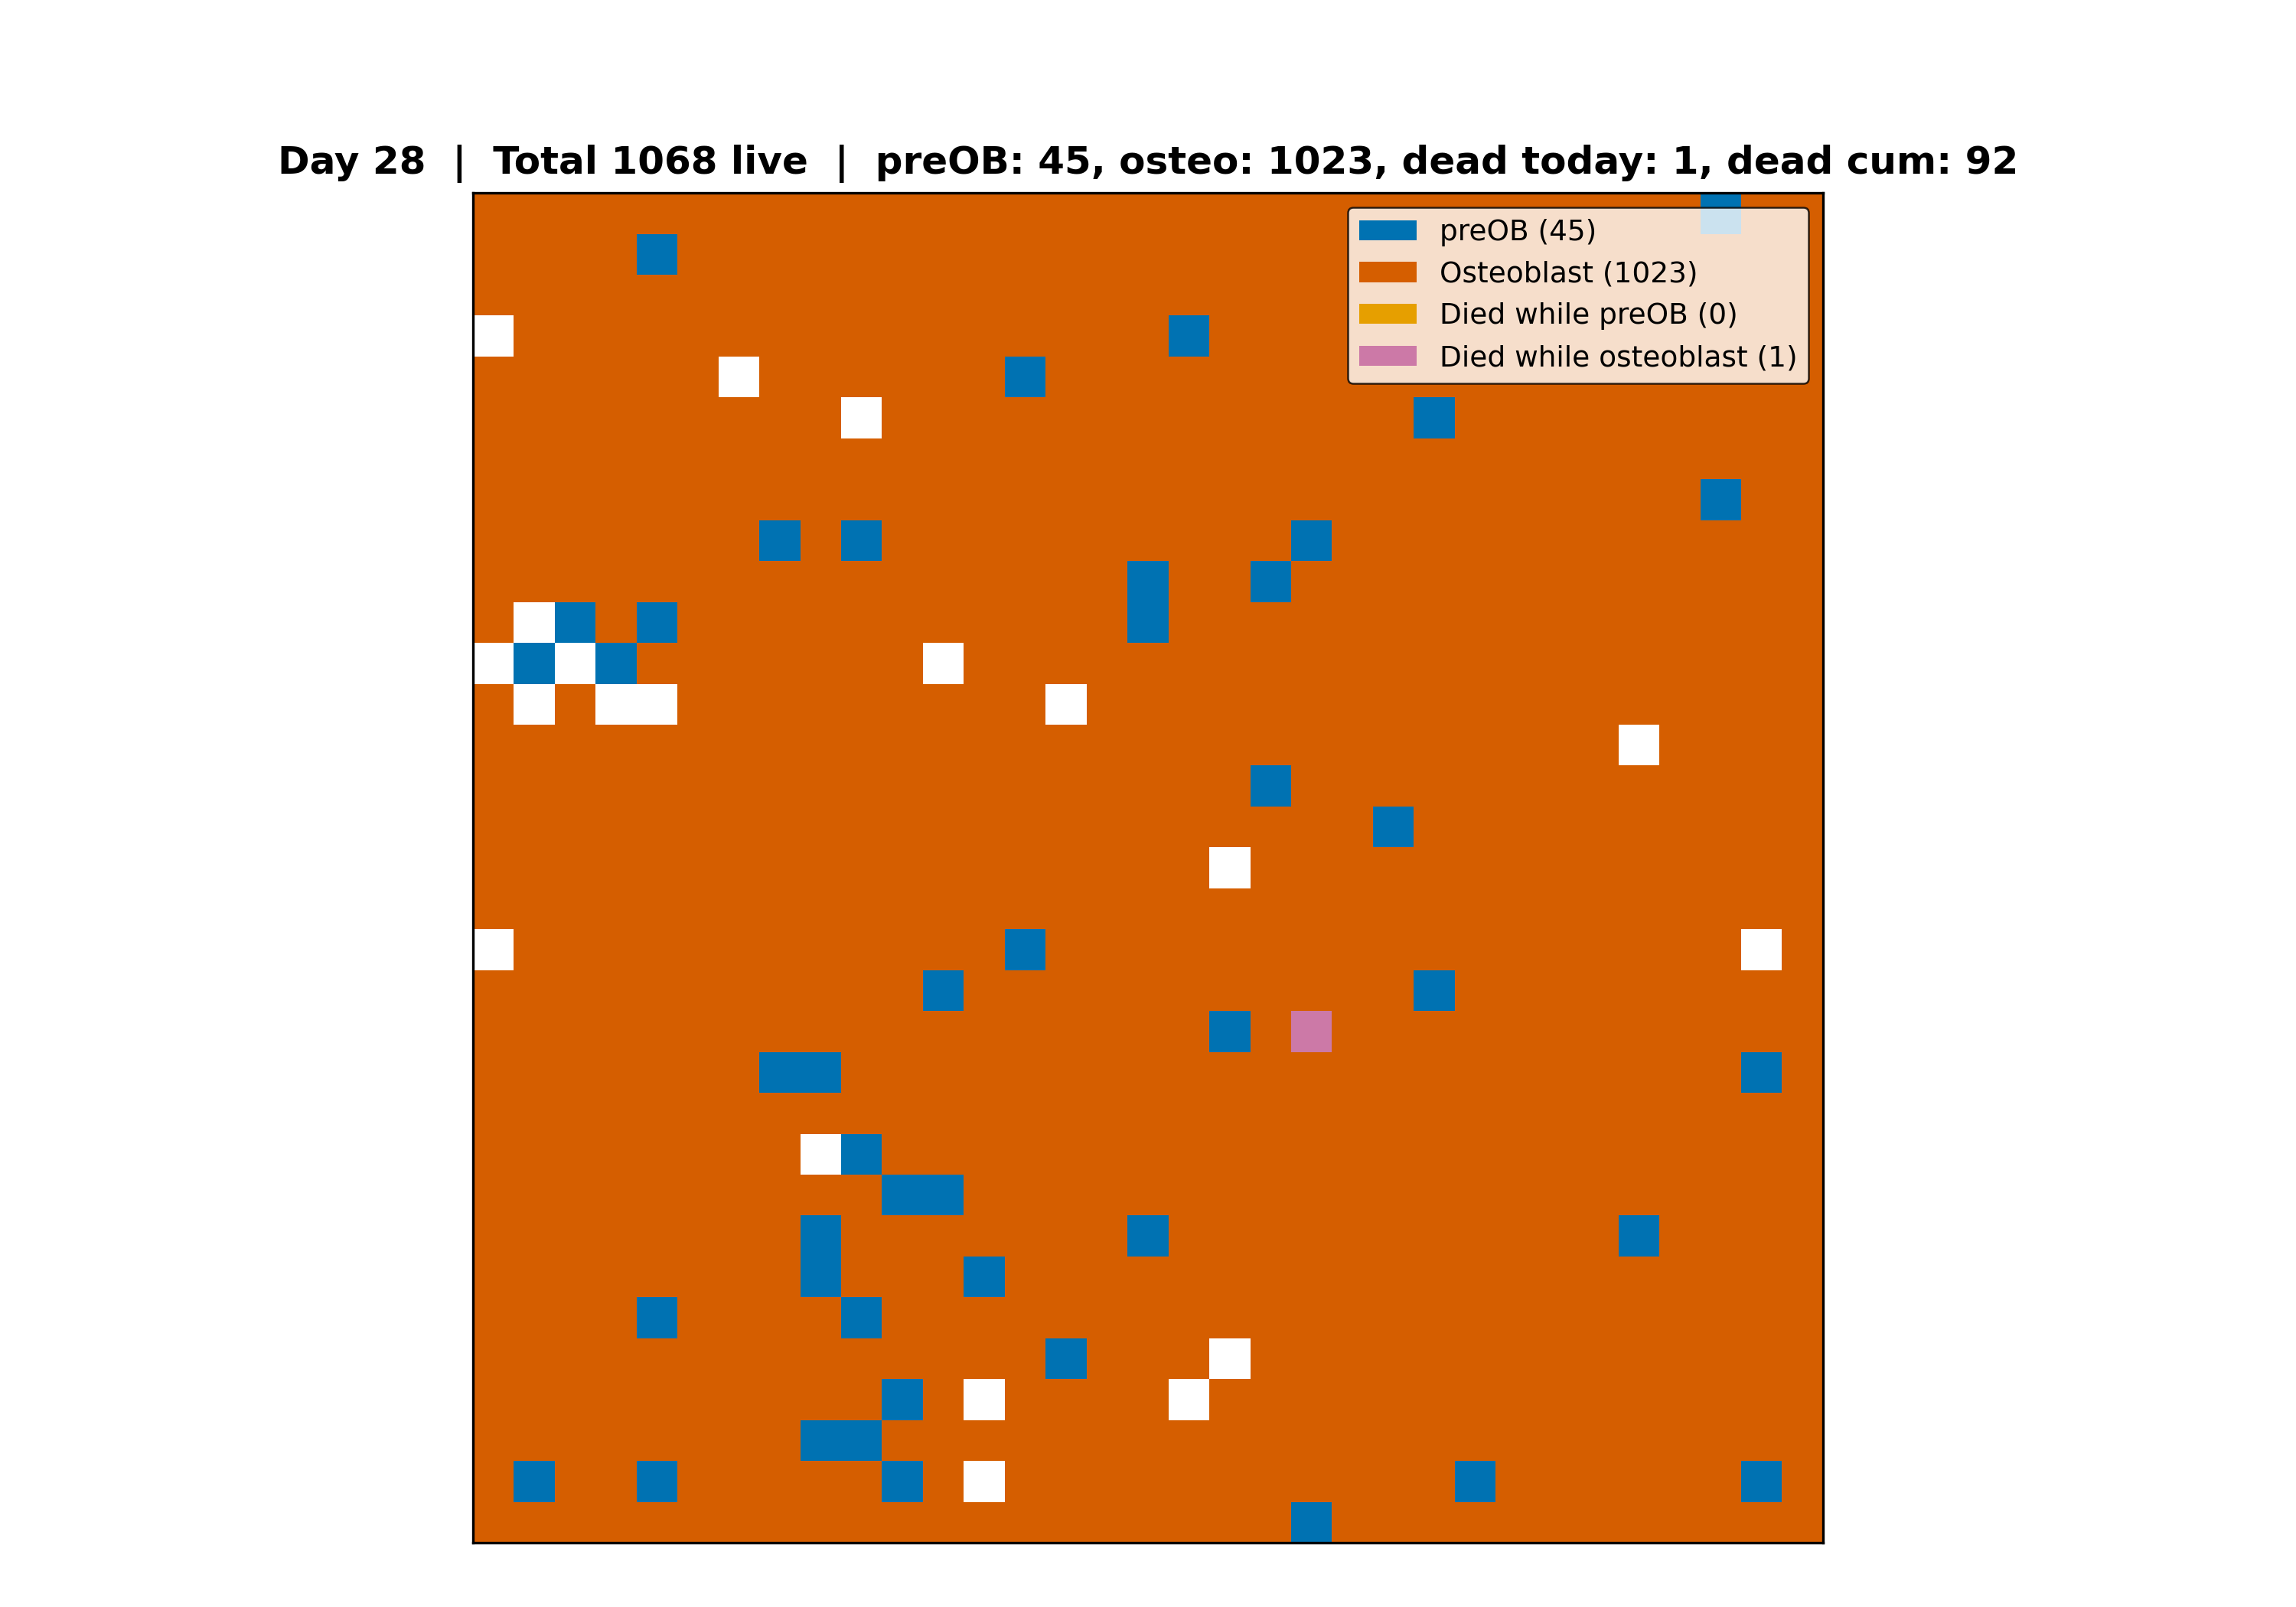 Day 28 | Total 1068 live | preOB: 45, osteo: 1023, dead today: 1, dead cum: 92
preOB (45)
Osteoblast (1023)
Died while preOB (0)
Died while osteoblast (1)